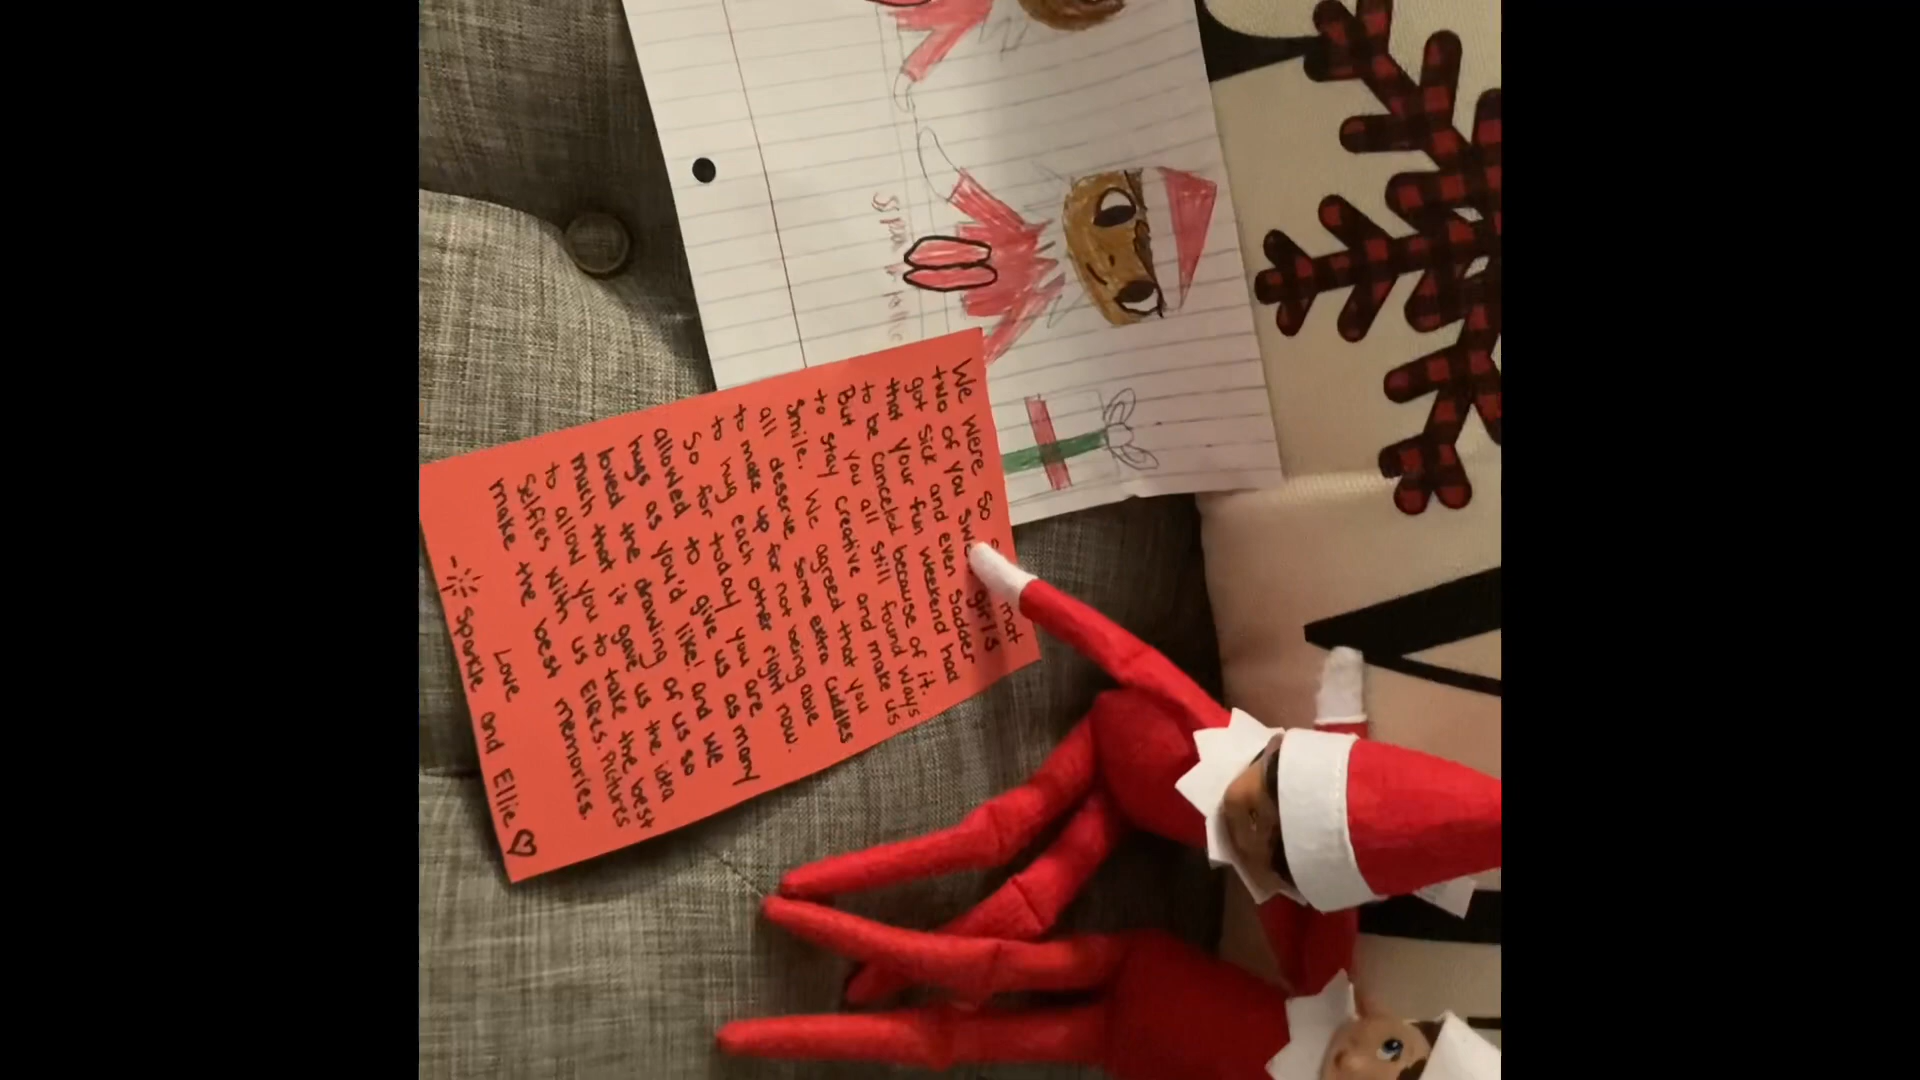 We were so that
two of you sweet girls
got sick and even sadder
that your fun weekend had
to be canceled because of it.
But you all still found ways
to stay creative and make us
smile. We agreed that you
all deserve some extra cuddles
to make up for not being able
to hug each other right now.
So for today you are
allowed to give us as many
hugs as you'd like! and we
loved the drawing of us so
much that it gave us the idea
to allow you to take the best
selfies with us Elfies. Pictures
make the best memories.
Love
Sparkle and Ellie